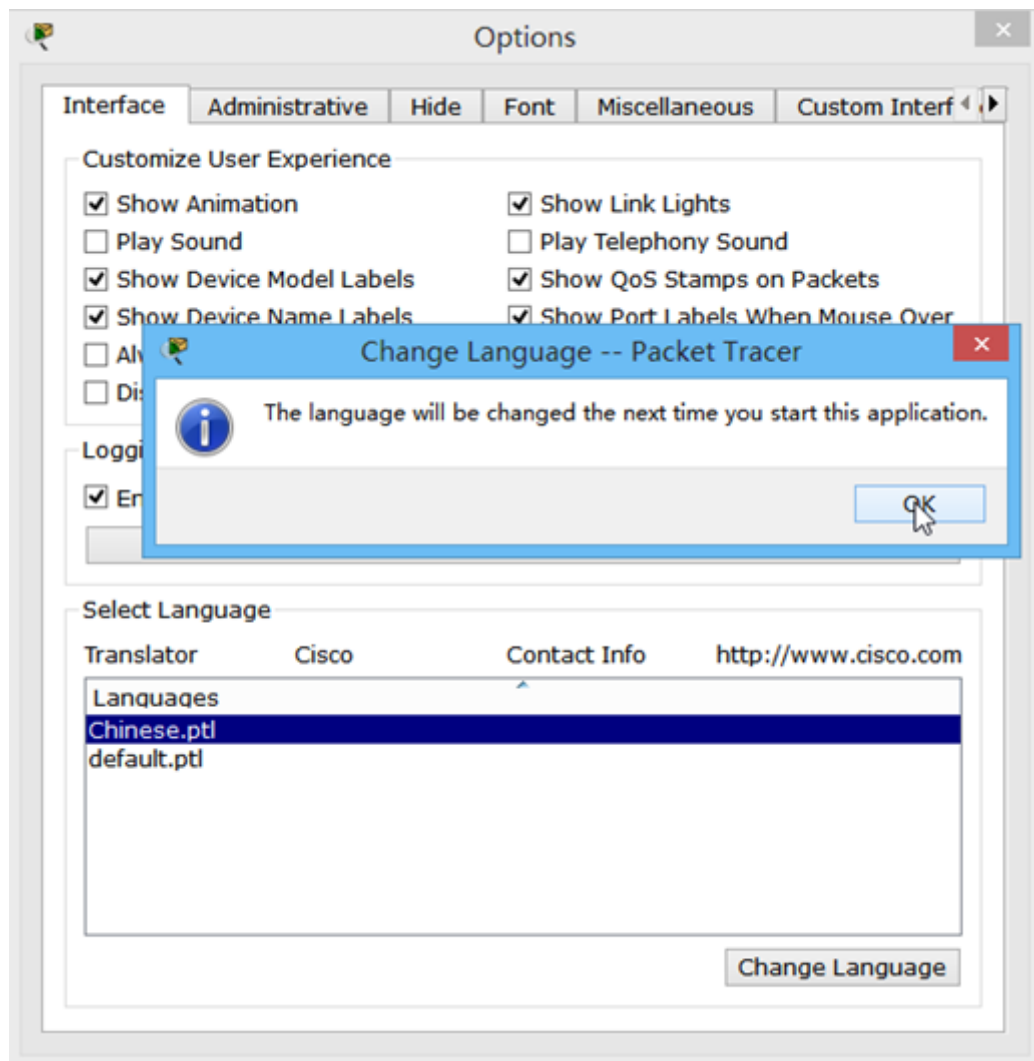 Options
Interface Administrative Hide Font Miscellaneous Custom Interf
Customize User Experience
Show Animation Show Link Lights
Play Sound Play Telephony Sound
Show Device Model Labels Show QoS Stamps on Packets
Show Device Name Labels Show Port Labels When Mouse Over
Change Language -- Packet Tracer
The language will be changed the next time you start this application.
OK
Select Language
Translator Cisco Contact Info http://www.cisco.com
Languages
Chinese.ptl
default.ptl
Change Language